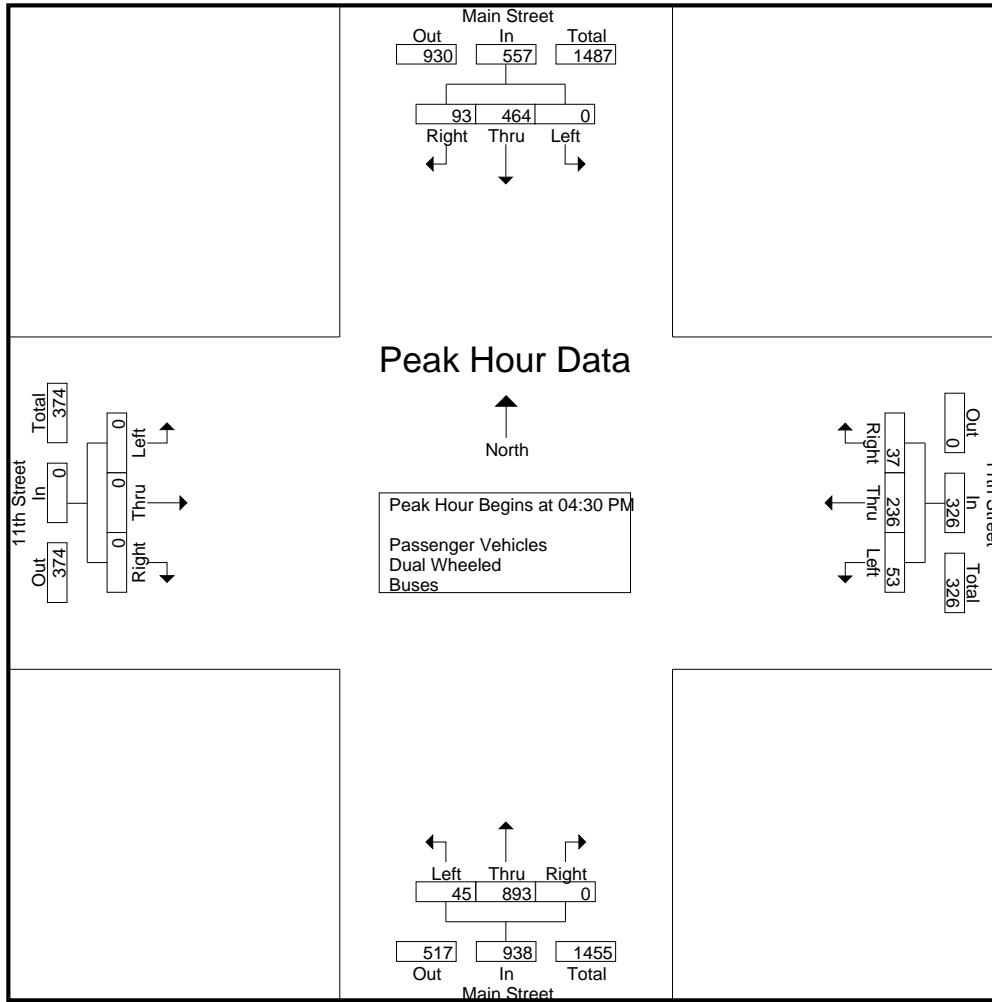 Main Street
Out In Total
930 557 1487
93 464 0
Right Thru Left
Peak Hour Data
North
Peak Hour Begins at 04:30 PM
Passenger Vehicles
Dual Wheeled
Buses
11th Street
Total In Out
374 0 374
0 0 0
Left Thru Right
11th Street
Out In Total
0 326 326
37 236 53
Right Thru Left
Left Thru Right
45 893 0
517 938 1455
Out In Total
Main Street